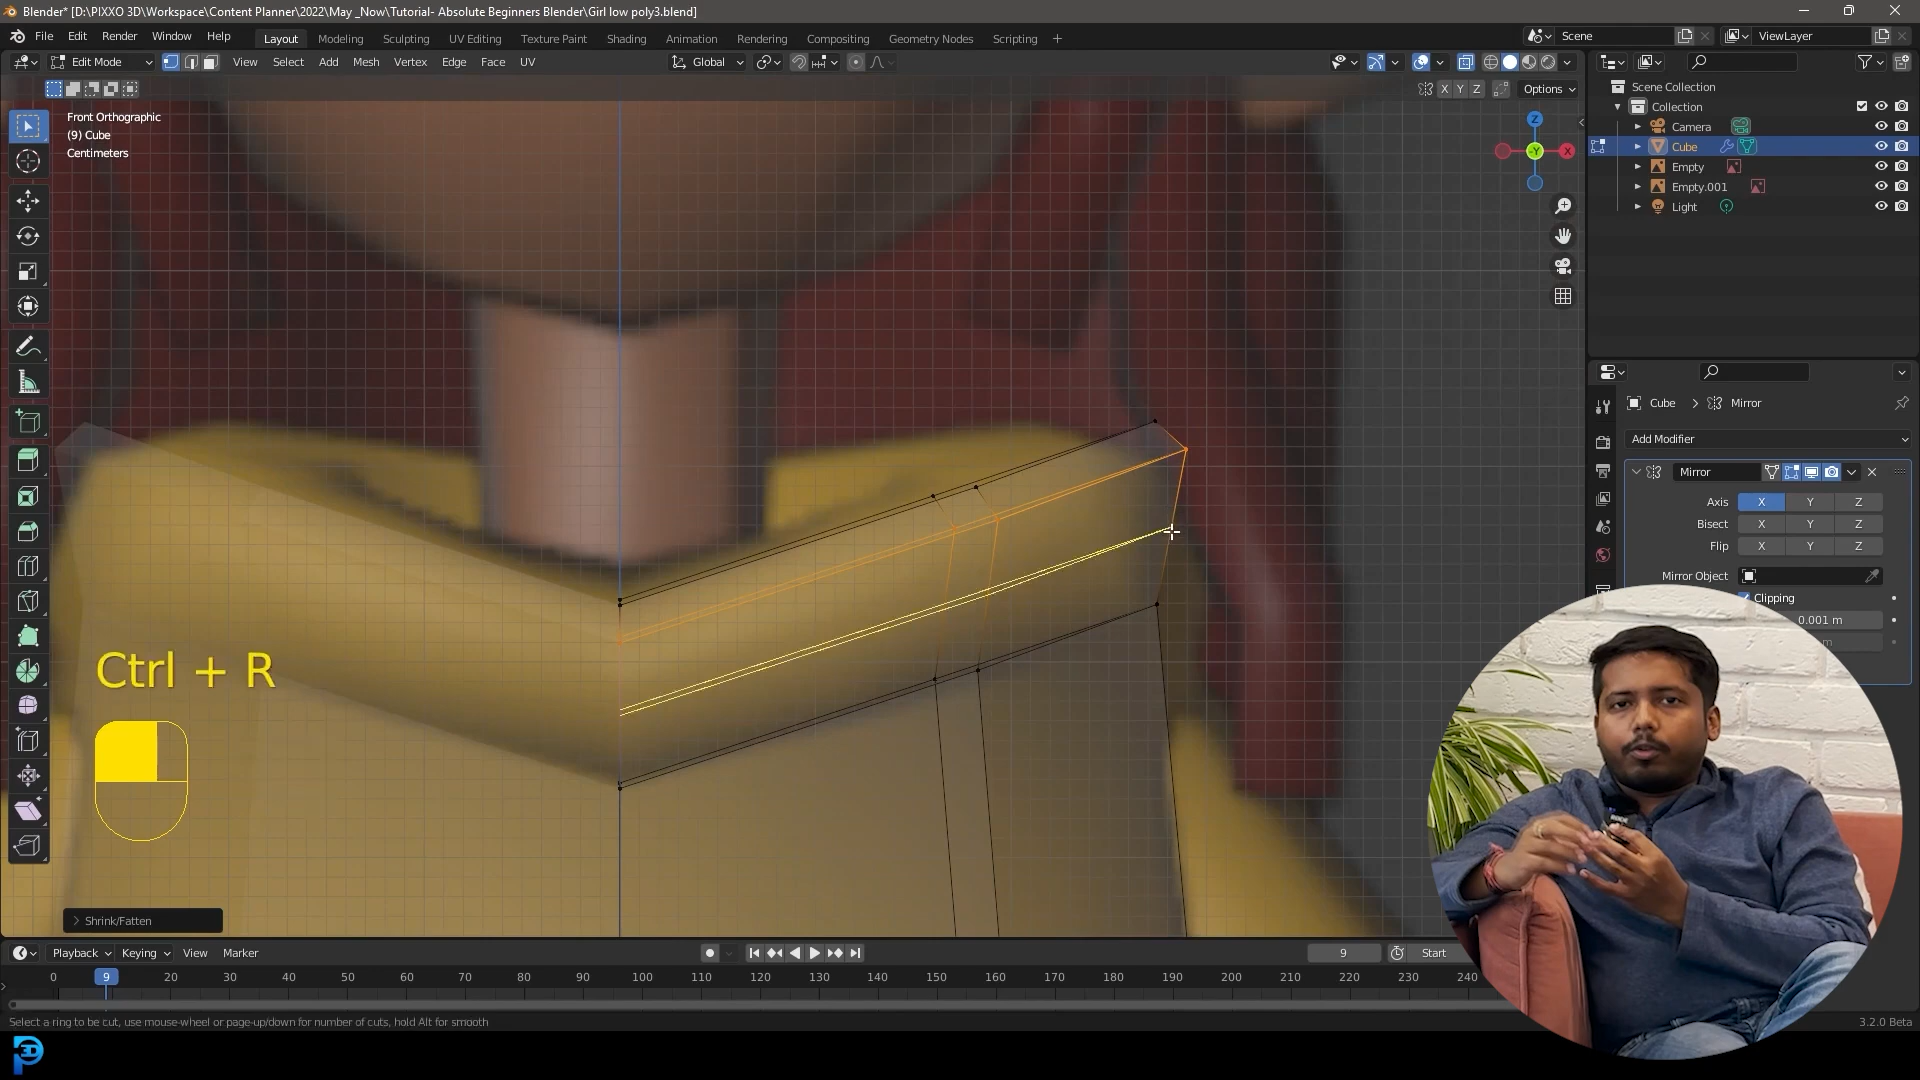 Blender* [D:\PIXXO 3D\Workspace\Content Planner\2022\May _Now\Tutorial- Absolute Beginners Blender\Girl low poly3.blend]
File Edit Render Window Help Layout Modeling Sculpting UV Editing Texture Paint Shading Animation Rendering Compositing Geometry Nodes Scripting + Scene ViewLayer
Edit Mode View Select Add Mesh Vertex Edge Face UV Global
X Y Z Options
Front Orthographic
(9) Cube
Centimeters
Z
-Y X
Scene Collection
Collection
Camera
Cube
Empty
Empty.001
Light
Cube > Mirror
Add Modifier
Mirror
Axis X Y Z
Bisect X Y Z
Flip X Y Z
Mirror Object
Clipping
0.001 m
m
Ctrl + R
> Shrink/Fatten
Playback Keying View Marker 9 Start
0 9 20 30 40 50 60 70 80 90 100 110 120 130 140 150 160 170 180 190 200 210 220 230 240
Select a ring to be cut, use mouse-wheel or page-up/down for number of cuts, hold Alt for smooth 3.2.0 Beta
3D